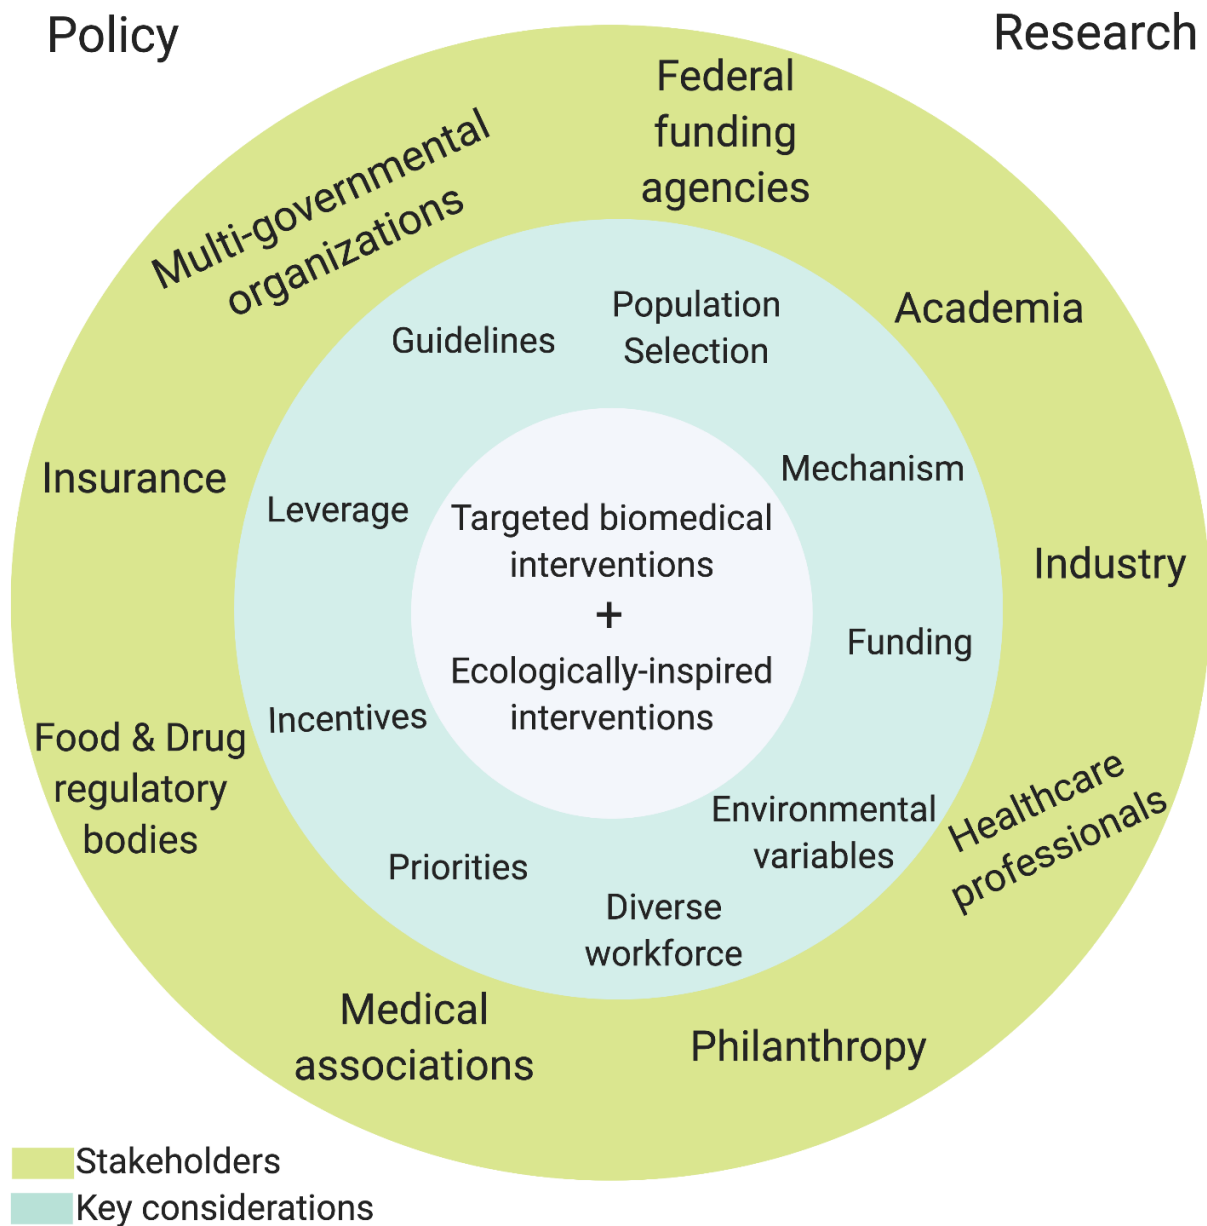 Policy
Research
Federal
funding
agencies
Multi-governmental
organizations
Academia
Population
Selection
Guidelines
Mechanism
Insurance
Leverage
Targeted biomedical
interventions
+
Ecologically-inspired
interventions
Industry
Funding
Incentives
Food & Drug
regulatory
bodies
Environmental
variables
Healthcare
professionals
Priorities
Diverse
workforce
Medical
associations
Philanthropy
Stakeholders
Key considerations